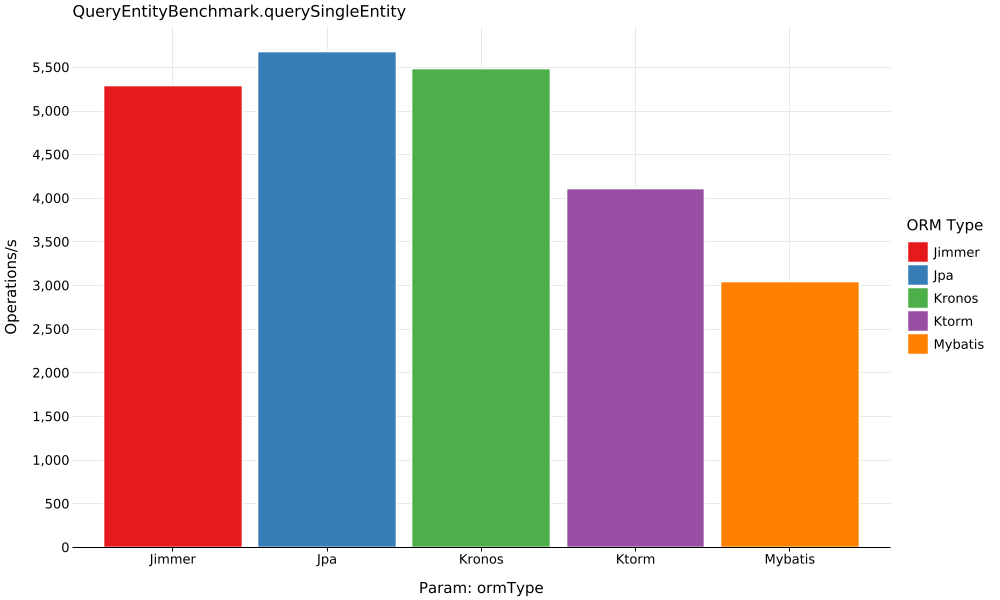 QueryEntityBenchmark.querySingleEntity
Operations/s
5,500
5,000
4,500
4,000
3,500
3,000
2,500
2,000
1,500
1,000
500
0
Jimmer
Jpa
Kronos
Ktorm
Mybatis
Param: ormType
ORM Type
Jimmer
Jpa
Kronos
Ktorm
Mybatis